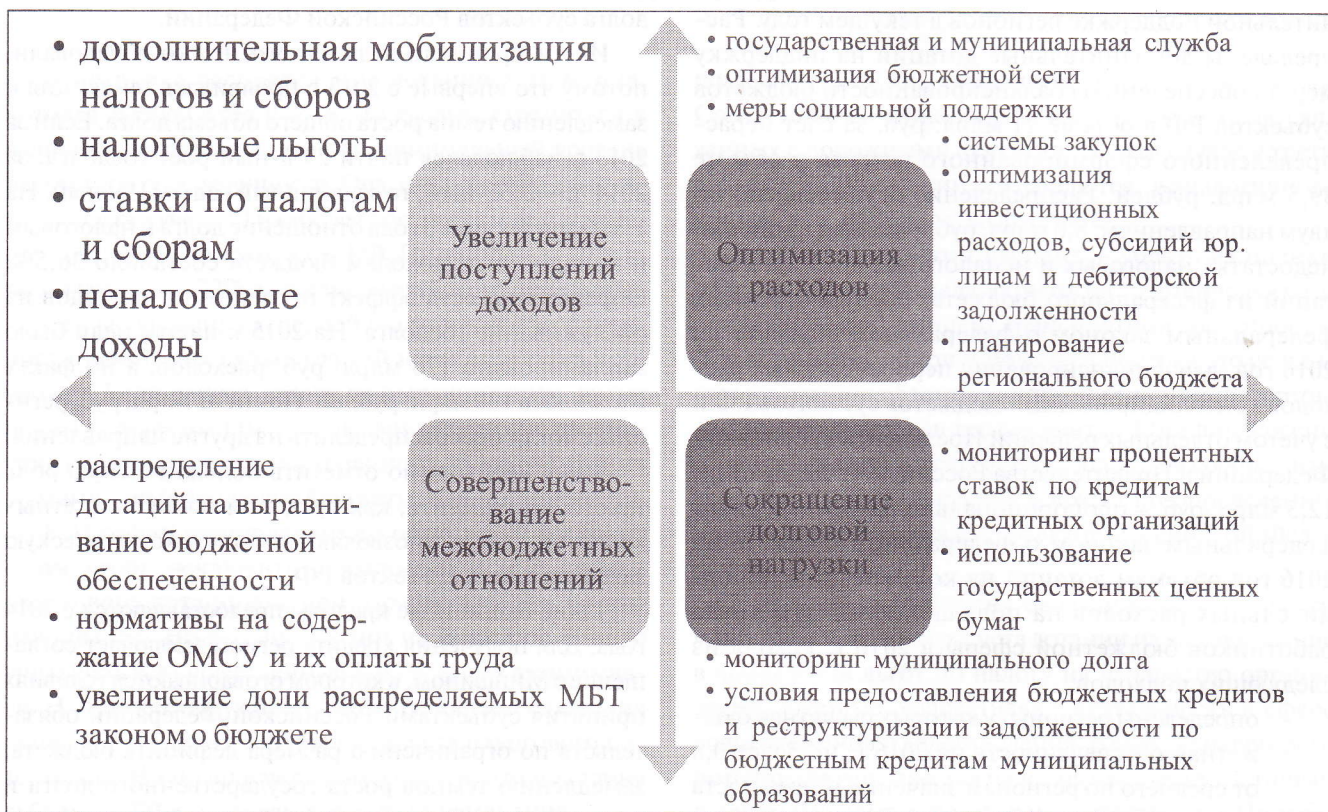 • дополнительная мобилизация
налогов и сборов
• налоговые льготы
• ставки по налогам
и сборам
• неналоговые
доходы
Увеличение
поступлений
доходов
• государственная и муниципальная служба
• оптимизация бюджетной сети
• меры социальной поддержки
системы закупок
• оптимизация
инвестиционных
расходов, субсидий юр.
лицам и дебиторской
задолженности
• планирование
регионального бюджета
Оптимизация
расходов
• распределение
дотаций на выравни-
вание бюджетной
обеспеченности
• нормативы на содер-
жание ОМСУ и их оплаты труда
• увеличение доли распределяемых МБТ
законом о бюджете
Совершенство-
вание
межбюджетных
отношений
Сокращение
долговой
нагрузки
• мониторинг процентных
ставок по кредитам
кредитных организаций
• использование
государственных ценных
бумаг
• мониторинг муниципального долга
• условия предоставления бюджетных кредитов
и реструктуризации задолженности по
бюджетным кредитам муниципальных
образований